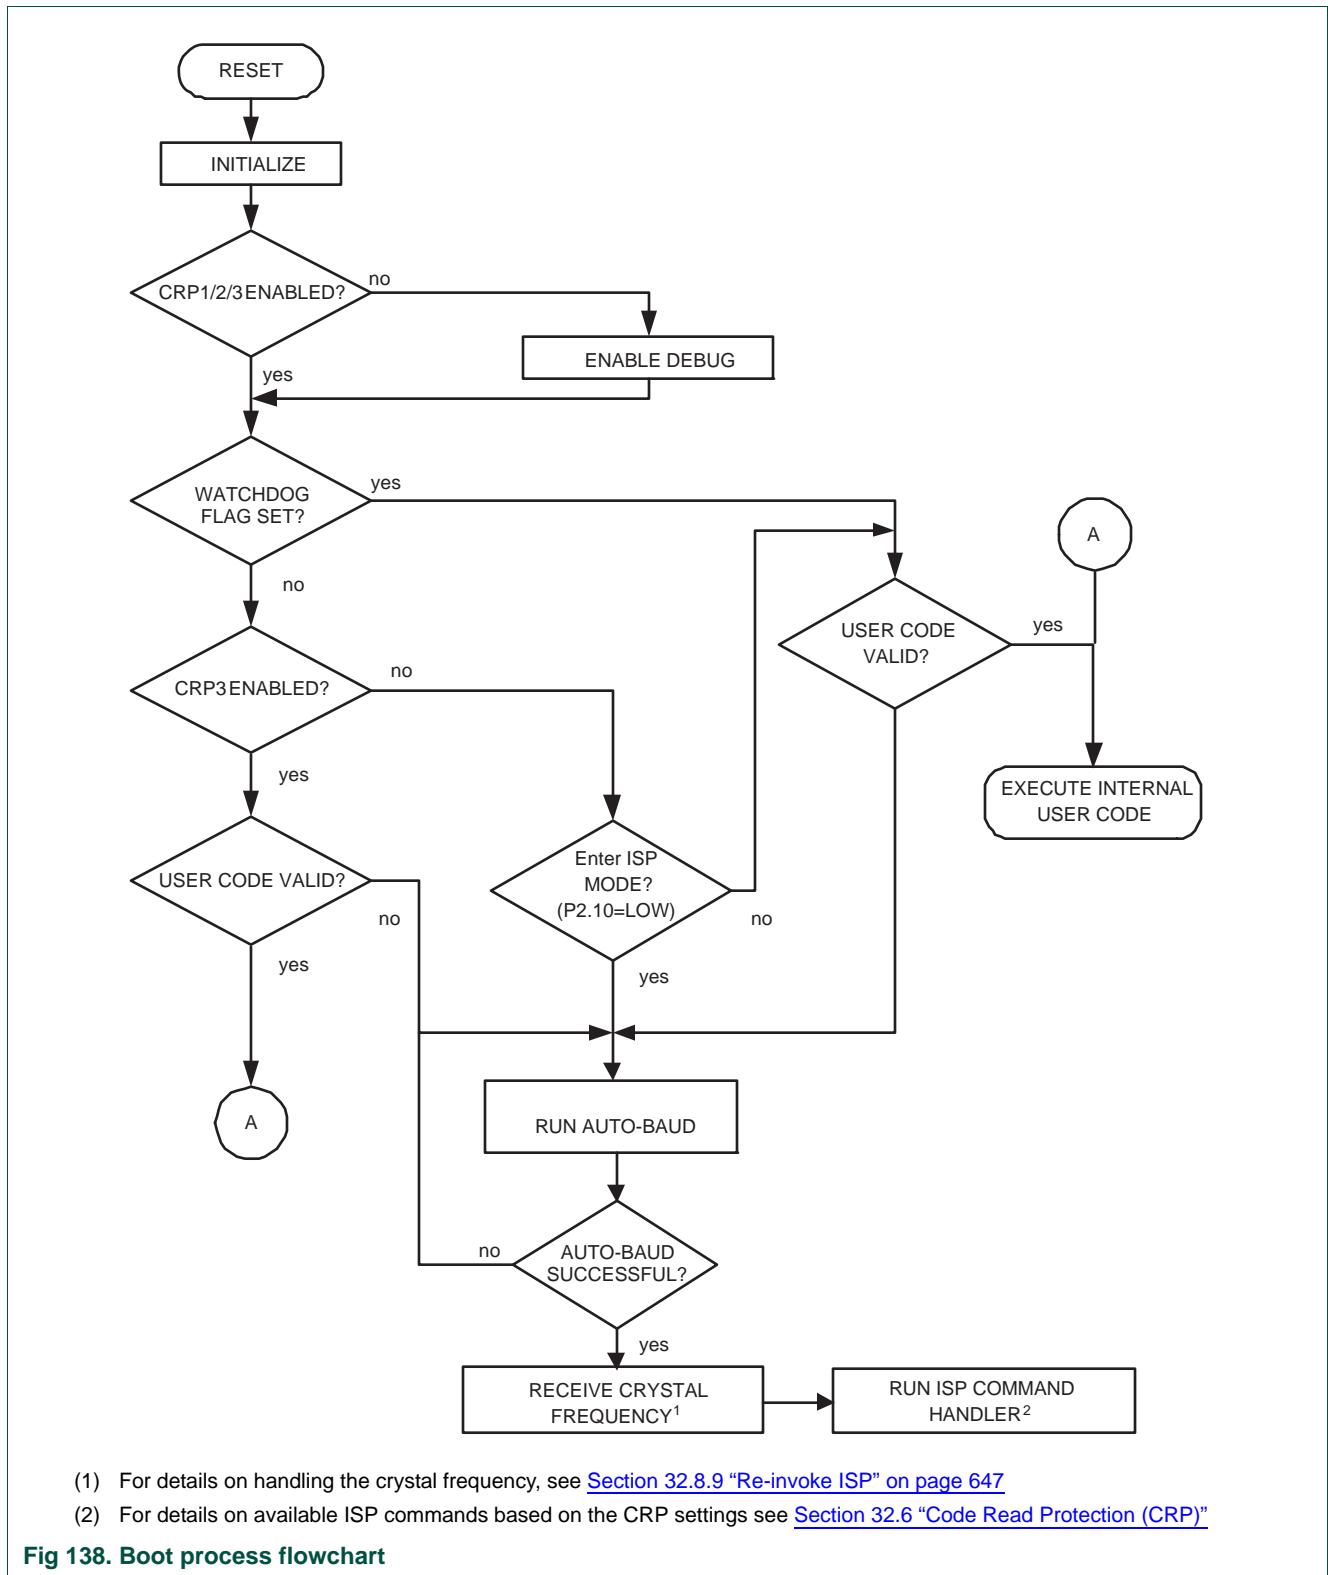 RESET
INITIALIZE
CRP1/2/3 ENABLED?
no
ENABLE DEBUG
yes
WATCHDOG
FLAG SET?
yes
no
A
USER CODE
VALID?
yes
CRP3 ENABLED?
no
yes
EXECUTE INTERNAL
USER CODE
USER CODE VALID?
no
yes
Enter ISP
MODE?
(P2.10=LOW)
no
yes
A
RUN AUTO-BAUD
AUTO-BAUD
SUCCESSFUL?
no
yes
RECEIVE CRYSTAL
FREQUENCY1
RUN ISP COMMAND
HANDLER2
(1) For details on handling the crystal frequency, see Section 32.8.9 “Re-invoke ISP” on page 647
(2) For details on available ISP commands based on the CRP settings see Section 32.6 “Code Read Protection (CRP)”
Fig 138. Boot process flowchart